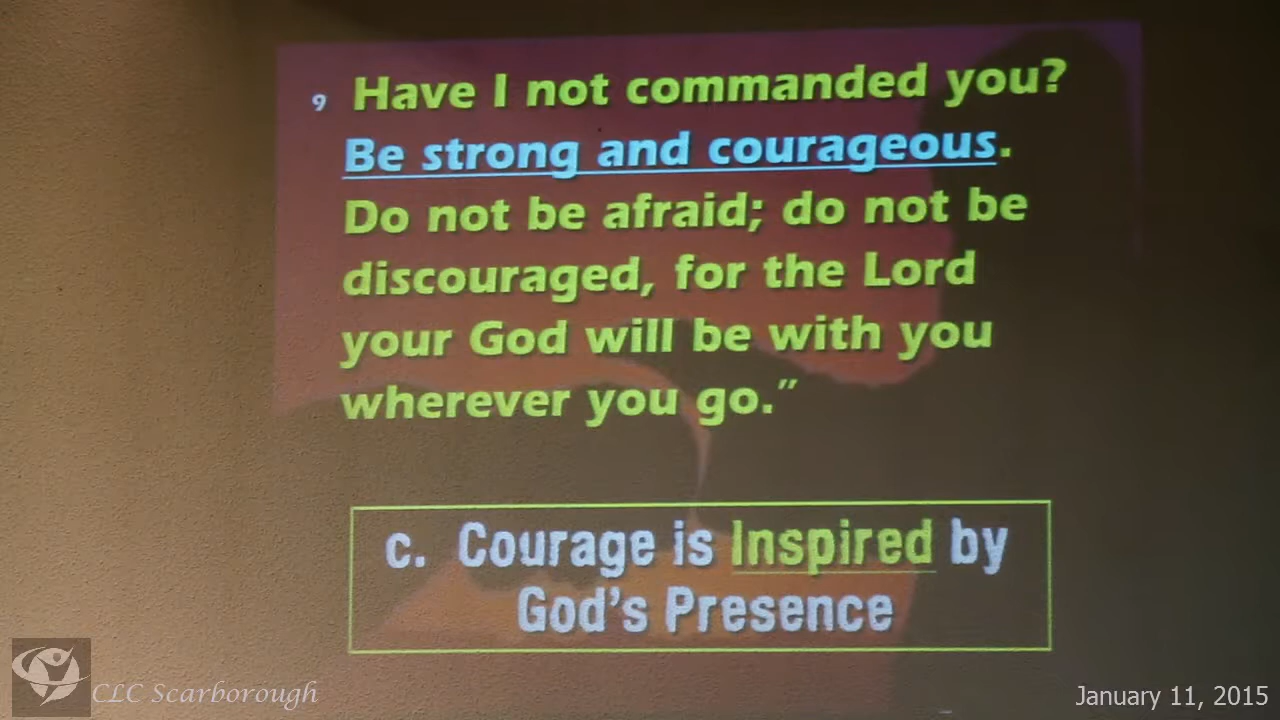 9 Have I not commanded you?
Be strong and courageous.
Do not be afraid; do not be
discouraged, for the Lord
your God will be with you
wherever you go.”
c. Courage is Inspired by
God’s Presence
CLC Scarborough
January 11, 2015